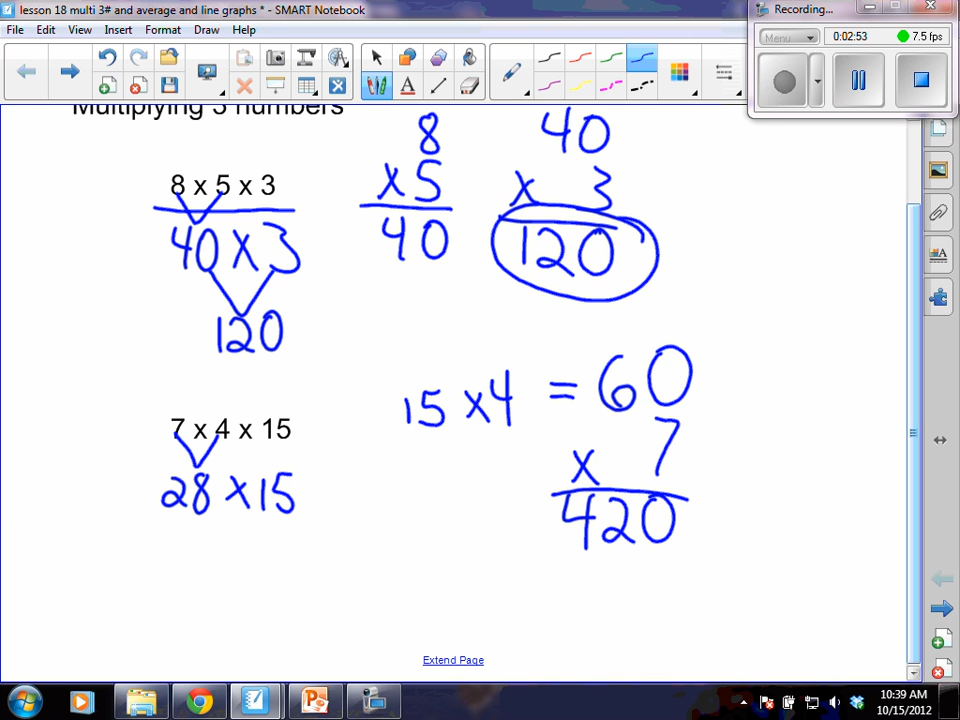 lesson 18 multi 3# and average and line graphs * - SMART Notebook
Recording...
File Edit View Insert Format Draw Help
Menu
0:02:53
7.5 fps
Multiplying 3 numbers
8 x 5 x 3
40 x 3
120
8
x 5
40
40
x 3
120
7 x 4 x 15
28 x 15
15 x 4 = 60
x 7
420
Extend Page
10:39 AM
10/15/2012